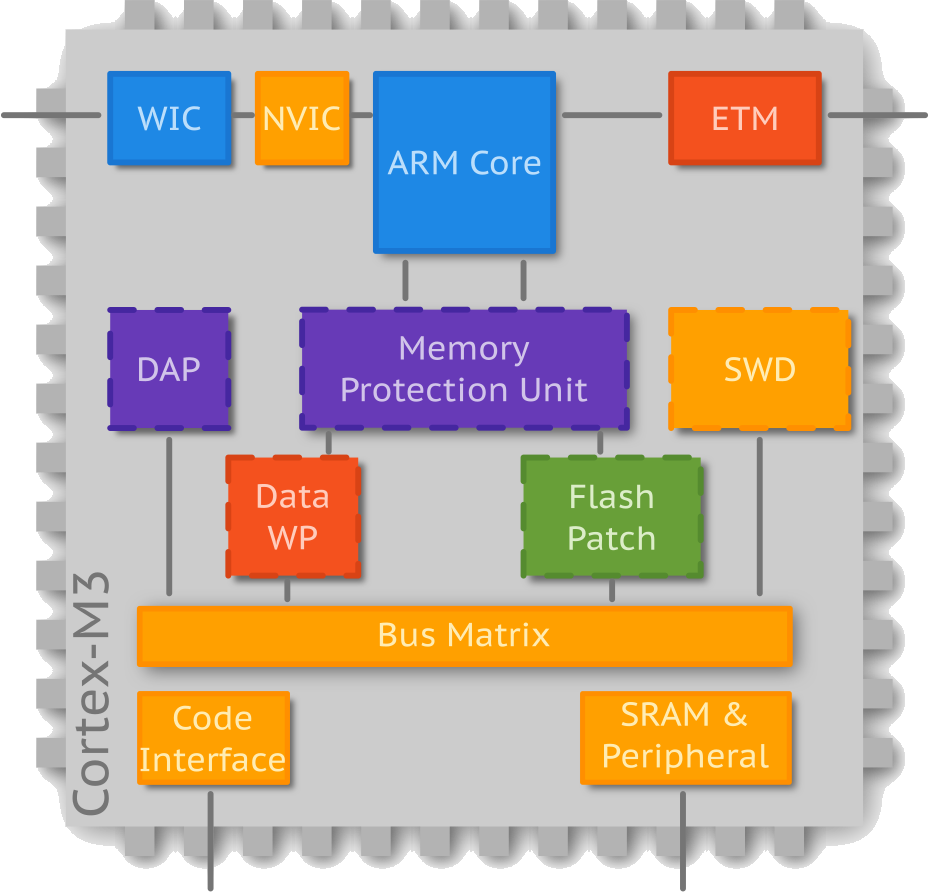 WIC
NVIC
ARM Core
ETM
DAP
Memory
Protection Unit
SWD
Data
WP
Flash
Patch
Bus Matrix
Code
Interface
SRAM &
Peripheral
Cortex-M3